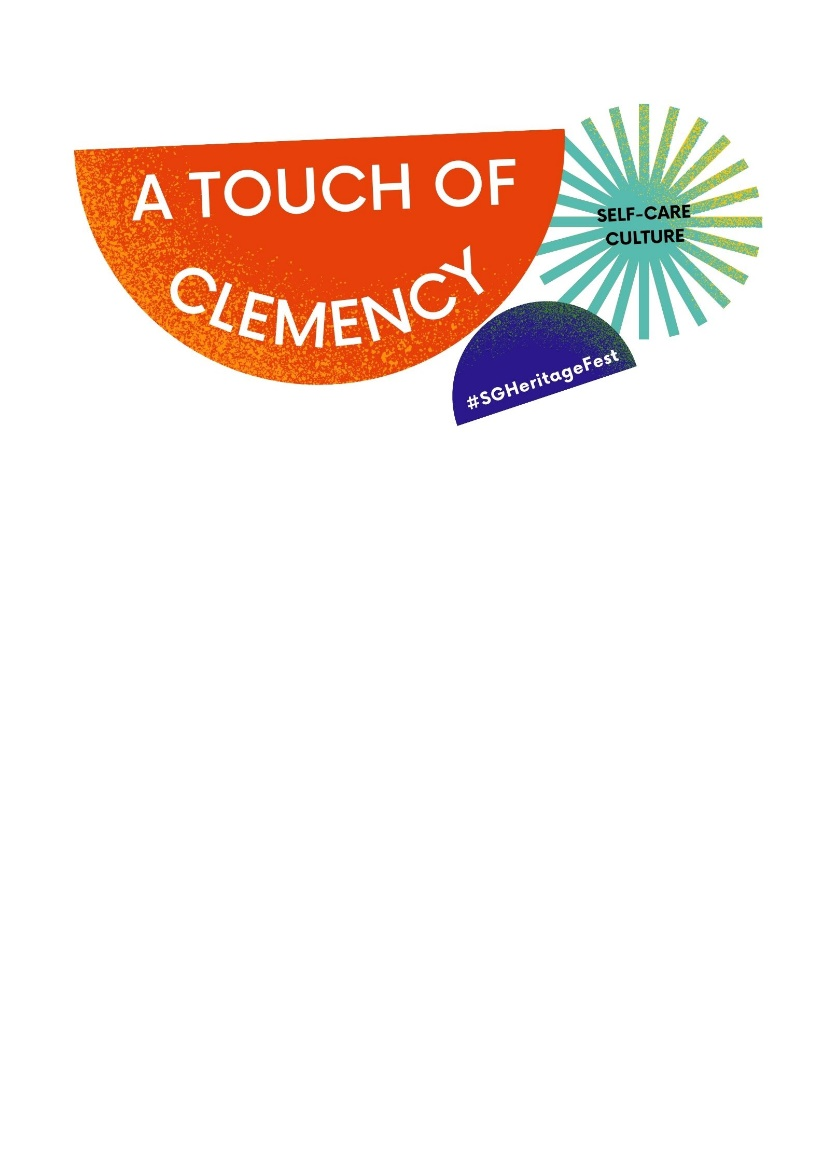 A TOUCH OF
CLEMENCY
SELF-CARE
CULTURE
#SGHeritageFest